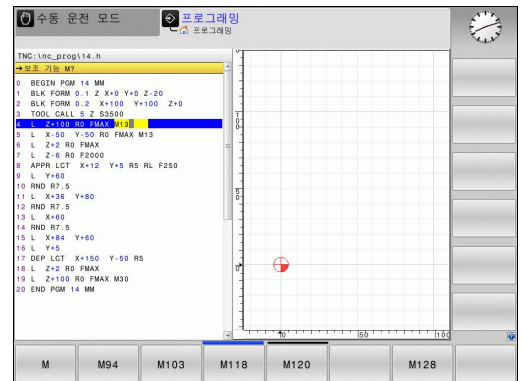 수동 운전 모드
프로그래밍
프로그래밍
TNC:\nc_prog\14.h
→보조 기능 M?
0 BEGIN PGM 14 MM
1 BLK FORM 0.1 Z X+0 Y+0 Z-20
2 BLK FORM 0.2 X+100 Y+100 Z+0
3 TOOL CALL 5 Z S3500
4 L Z+100 R0 FMAX M13
5 L X-50 Y-50 R0 FMAX M13
6 L Z+2 R0 FMAX
7 L Z-6 R0 F2000
8 APPR LCT X+12 Y+5 R5 RL F250
9 L Y+60
10 RND R7.5
11 L X+36 Y+80
12 RND R7.5
13 L X+60
14 RND R7.5
15 L X+84 Y+60
16 L Y+5
17 DEP LCT X+150 Y-50 R5
18 L Z+2 R0 FMAX
19 L Z+100 R0 FMAX M30
20 END PGM 14 MM
100
50
0
0 50 100
M M94 M103 M118 M120 M128